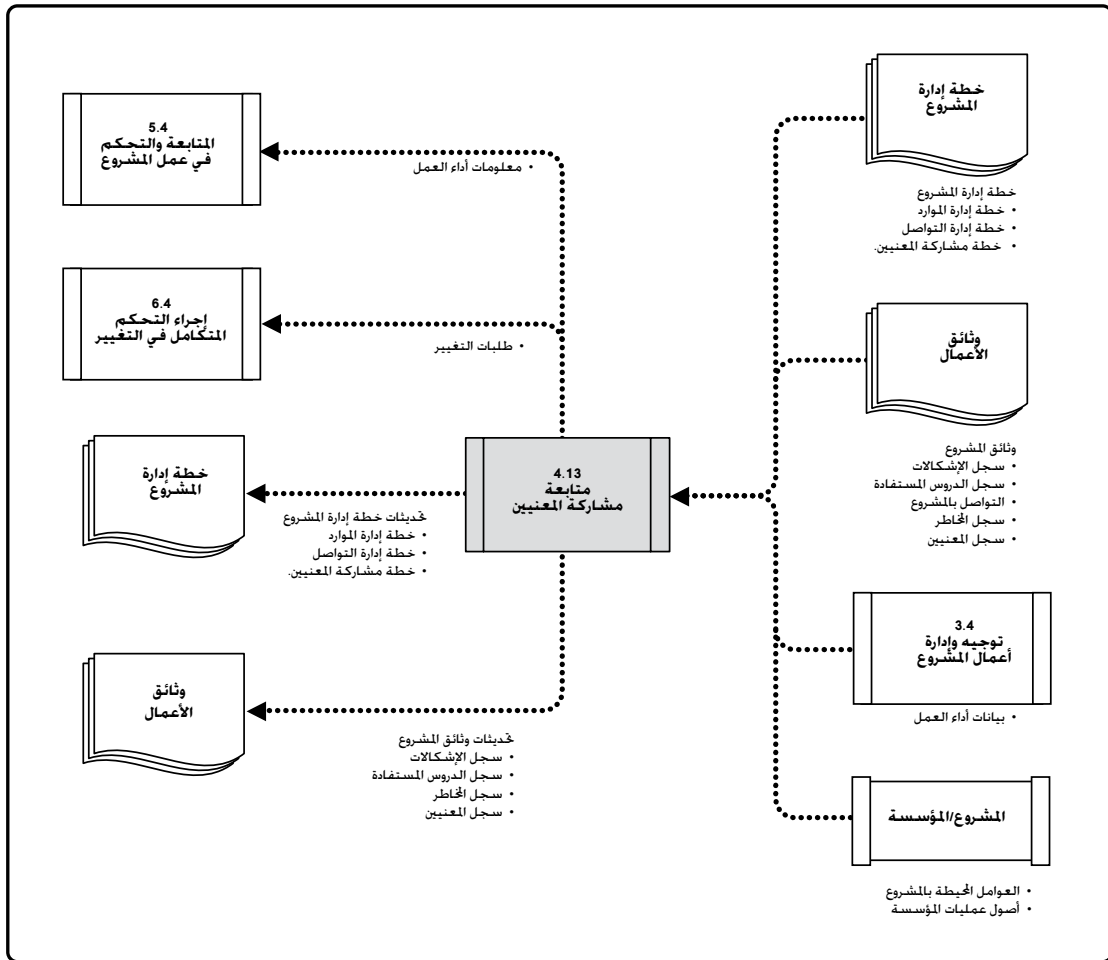 خطة إدارة
المشروع
خطة إدارة المشروع
• خطة إدارة الموارد
• خطة إدارة التواصل
• خطة مشاركة المعنيين.
وثائق
الأعمال
وثائق المشروع
• سجل الإشكالات
• سجل الدروس المستفادة
• التواصل بالمشروع
• سجل المخاطر
• سجل المعنيين
3.4
توجيه وإدارة
أعمال المشروع
• بيانات أداء العمل
المشروع/المؤسسة
• العوامل المحيطة بالمشروع
• أصول عمليات المؤسسة
4.13
متابعة
مشاركة المعنيين
5.4
المتابعة والتحكم
في عمل المشروع
• معلومات أداء العمل
6.4
إجراء التحكم
المتكامل في التغيير
• طلبات التغيير
خطة إدارة
المشروع
تحديثات خطة إدارة المشروع
• خطة إدارة الموارد
• خطة إدارة التواصل
• خطة مشاركة المعنيين.
وثائق
الأعمال
تحديثات وثائق المشروع
• سجل الإشكالات
• سجل الدروس المستفادة
• سجل المخاطر
• سجل المعنيين